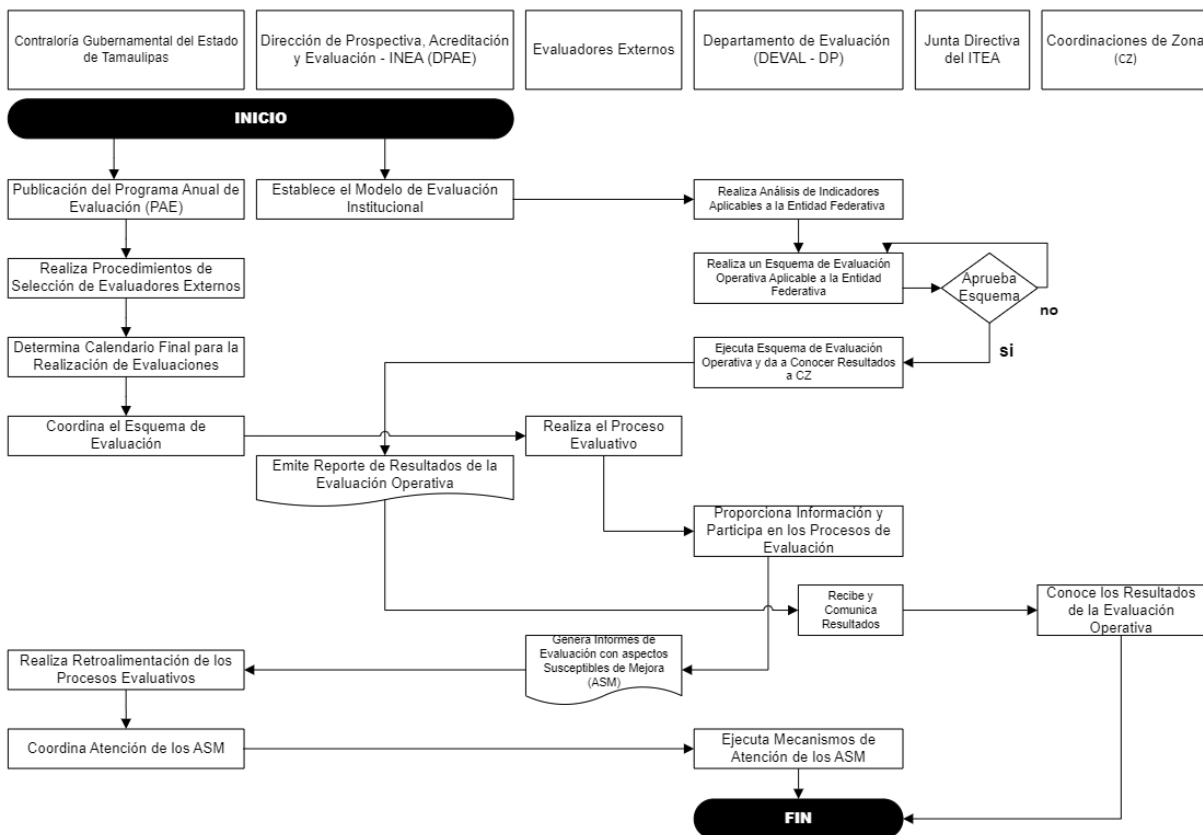 Contraloría Gubernamental del Estado
de Tamaulipas
Dirección de Prospectiva, Acreditación
y Evaluación - INEA (DPAE)
Evaluadores Externos
Departamento de Evaluación
(DEVAL - DP)
Junta Directiva
del ITEA
Coordinaciones de Zona
(CZ)
INICIO
Publicación del Programa Anual de
Evaluación (PAE)
Establece el Modelo de Evaluación
Institucional
Realiza Análisis de Indicadores
Aplicables a la Entidad Federativa
Realiza Procedimientos de
Selección de Evaluadores Externos
Realiza un Esquema de Evaluación
Operativa Aplicable a la Entidad
Federativa
Aprueba
Esquema
no
si
Determina Calendario Final para la
Realización de Evaluaciones
Ejecuta Esquema de Evaluación
Operativa y da a Conocer Resultados
a CZ
Coordina el Esquema de
Evaluación
Realiza el Proceso
Evaluativo
Emite Reporte de Resultados de la
Evaluación Operativa
Proporciona Información y
Participa en los Procesos de
Evaluación
Recibe y
Comunica
Resultados
Conoce los Resultados
de la Evaluación
Operativa
Realiza Retroalimentación de los
Procesos Evaluativos
Genera Informes de
Evaluación con aspectos
Susceptibles de Mejora
(ASM)
Coordina Atención de los ASM
Ejecuta Mecanismos de
Atención de los ASM
FIN